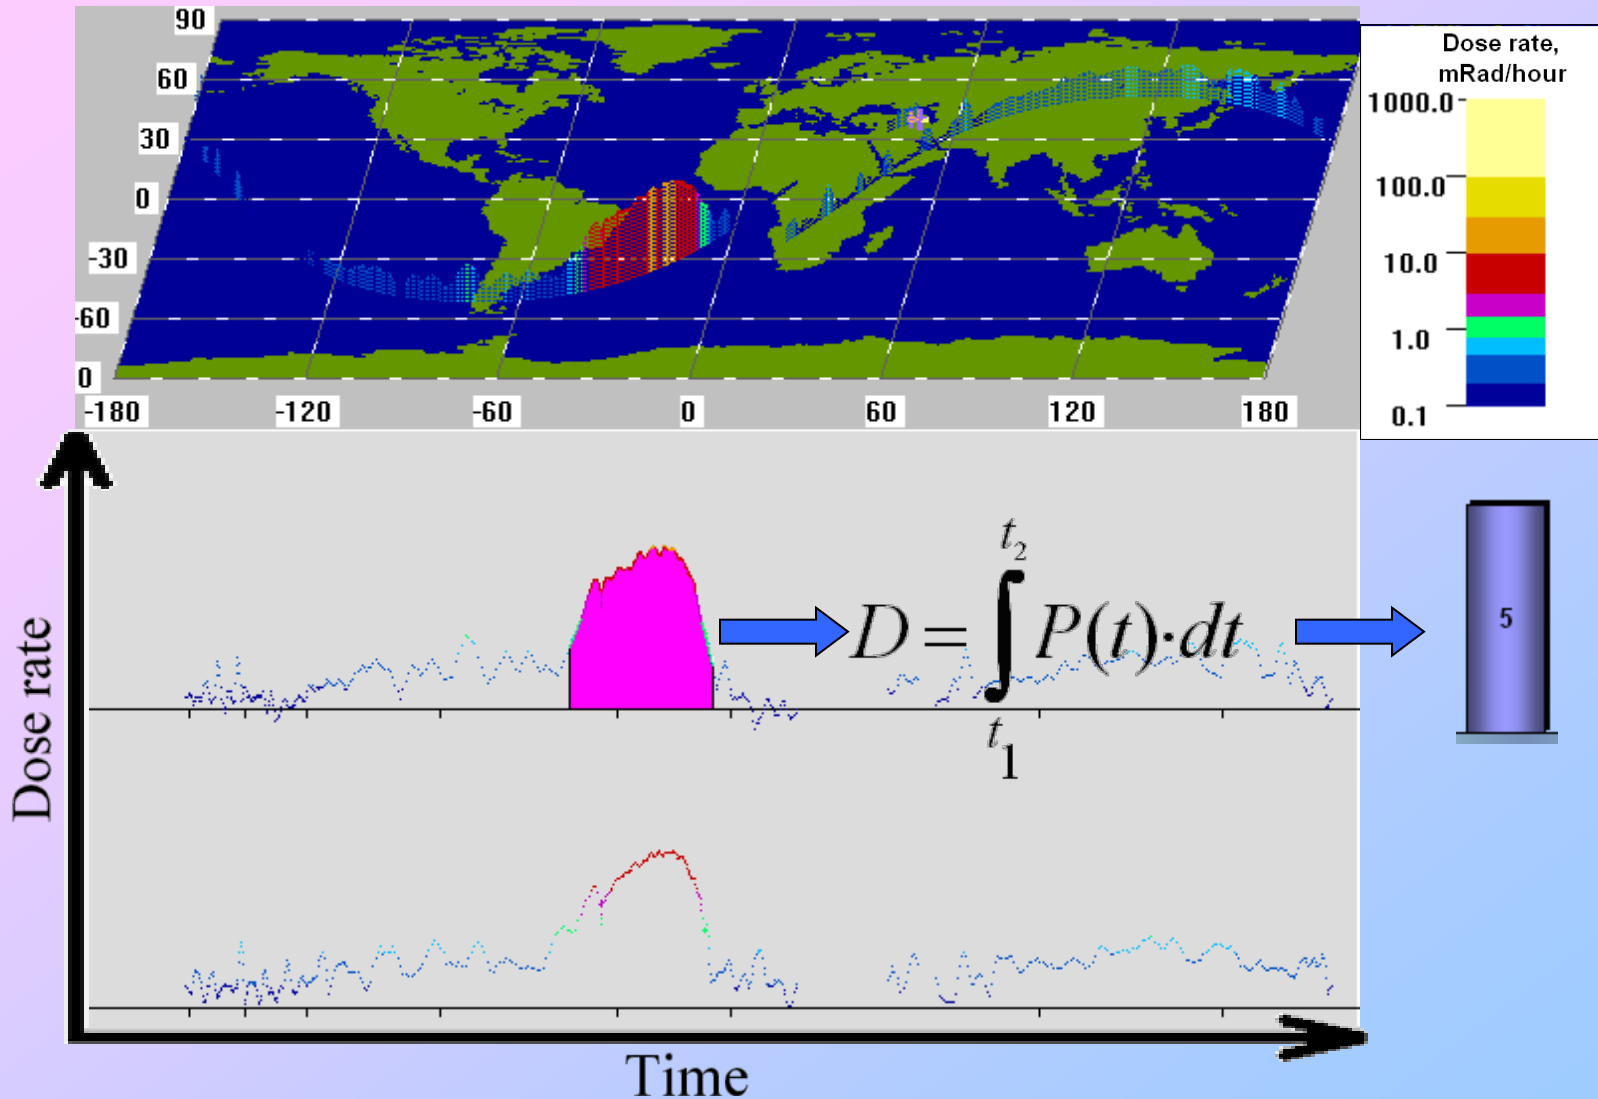 90
60
30
0
-30
-60
0
-180 -120 -60 0 60 120 180
Dose rate,
mRad/hour
1000.0
100.0
10.0
1.0
0.1
Dose rate
t2
D = ∫ P(t)·dt
t1
5
Time